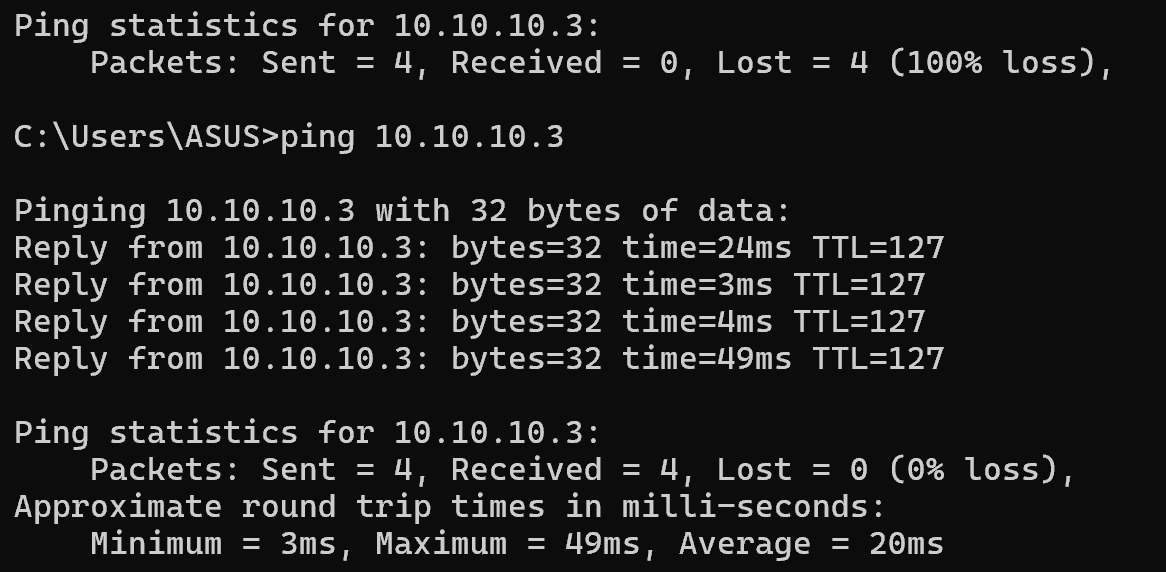 Ping statistics for 10.10.10.3:
    Packets: Sent = 4, Received = 0, Lost = 4 (100% loss),
C:\Users\ASUS>ping 10.10.10.3
Pinging 10.10.10.3 with 32 bytes of data:
Reply from 10.10.10.3: bytes=32 time=24ms TTL=127
Reply from 10.10.10.3: bytes=32 time=3ms TTL=127
Reply from 10.10.10.3: bytes=32 time=4ms TTL=127
Reply from 10.10.10.3: bytes=32 time=49ms TTL=127
Ping statistics for 10.10.10.3:
    Packets: Sent = 4, Received = 4, Lost = 0 (0% loss),
Approximate round trip times in milli-seconds:
    Minimum = 3ms, Maximum = 49ms, Average = 20ms